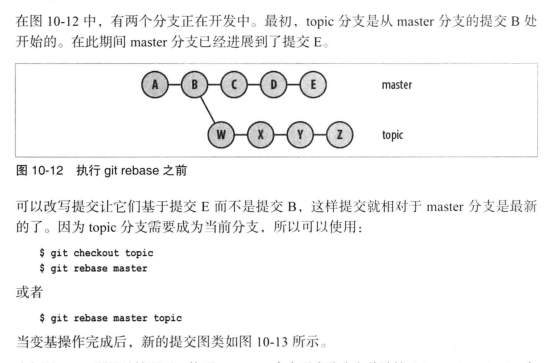 在图 10-12 中，有两个分支正在开发中。最初，topic 分支是从 master 分支的提交 B 处
开始的。在此期间 master 分支已经进展到了提交 E。
A B C D E master
W X Y Z topic
图 10-12 执行 git rebase 之前
可以改写提交让它们基于提交 E 而不是提交 B，这样提交就相对于 master 分支是最新
的了。因为 topic 分支需要成为当前分支，所以可以使用：
$ git checkout topic
$ git rebase master
或者
$ git rebase master topic
当变基操作完成后，新的提交图类如图 10-13 所示。